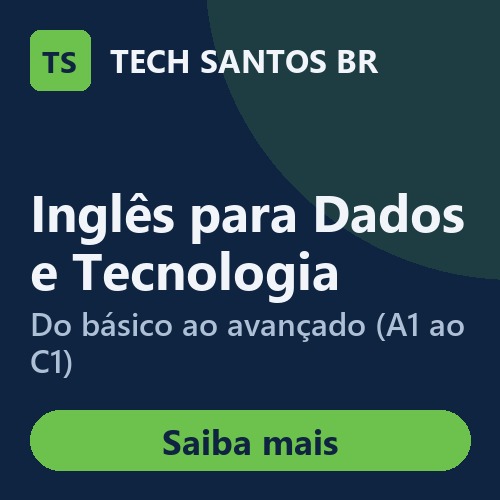 TS
TECH SANTOS BR
Inglês para Dados
e Tecnologia
Do básico ao avançado (A1 ao
C1)
Saiba mais